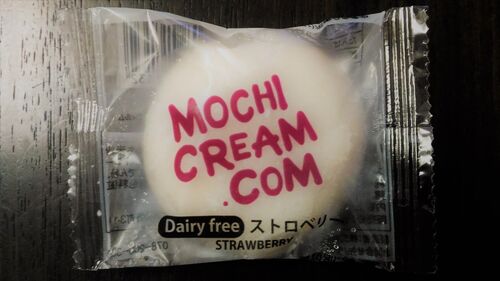 MOCHI
CREAM
.COM
Dairy free ストロベリー
STRAWBERRY